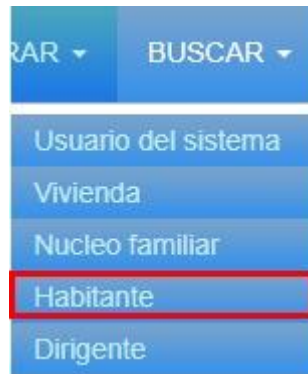 RAR BUSCAR
Usuario del sistema
Vivienda
Nucleo familiar
Habitante
Dirigente